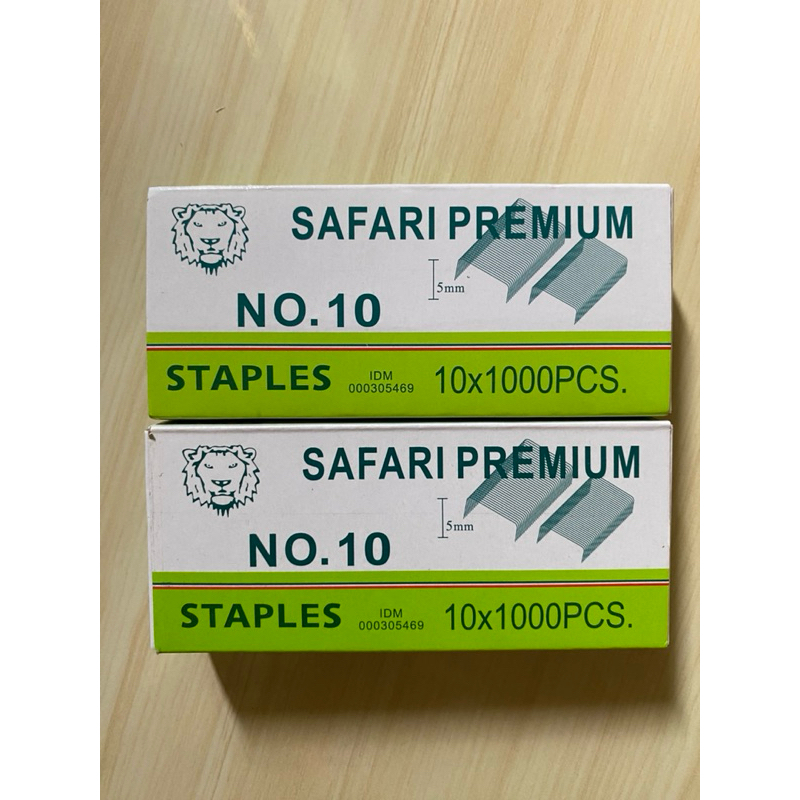 SAFARI PREMIUM
5mm
NO.10
STAPLES
IDM
000305469
10x1000PCS.
SAFARI PREMIUM
5mm
NO.10
STAPLES
IDM
000305469
10x1000PCS.